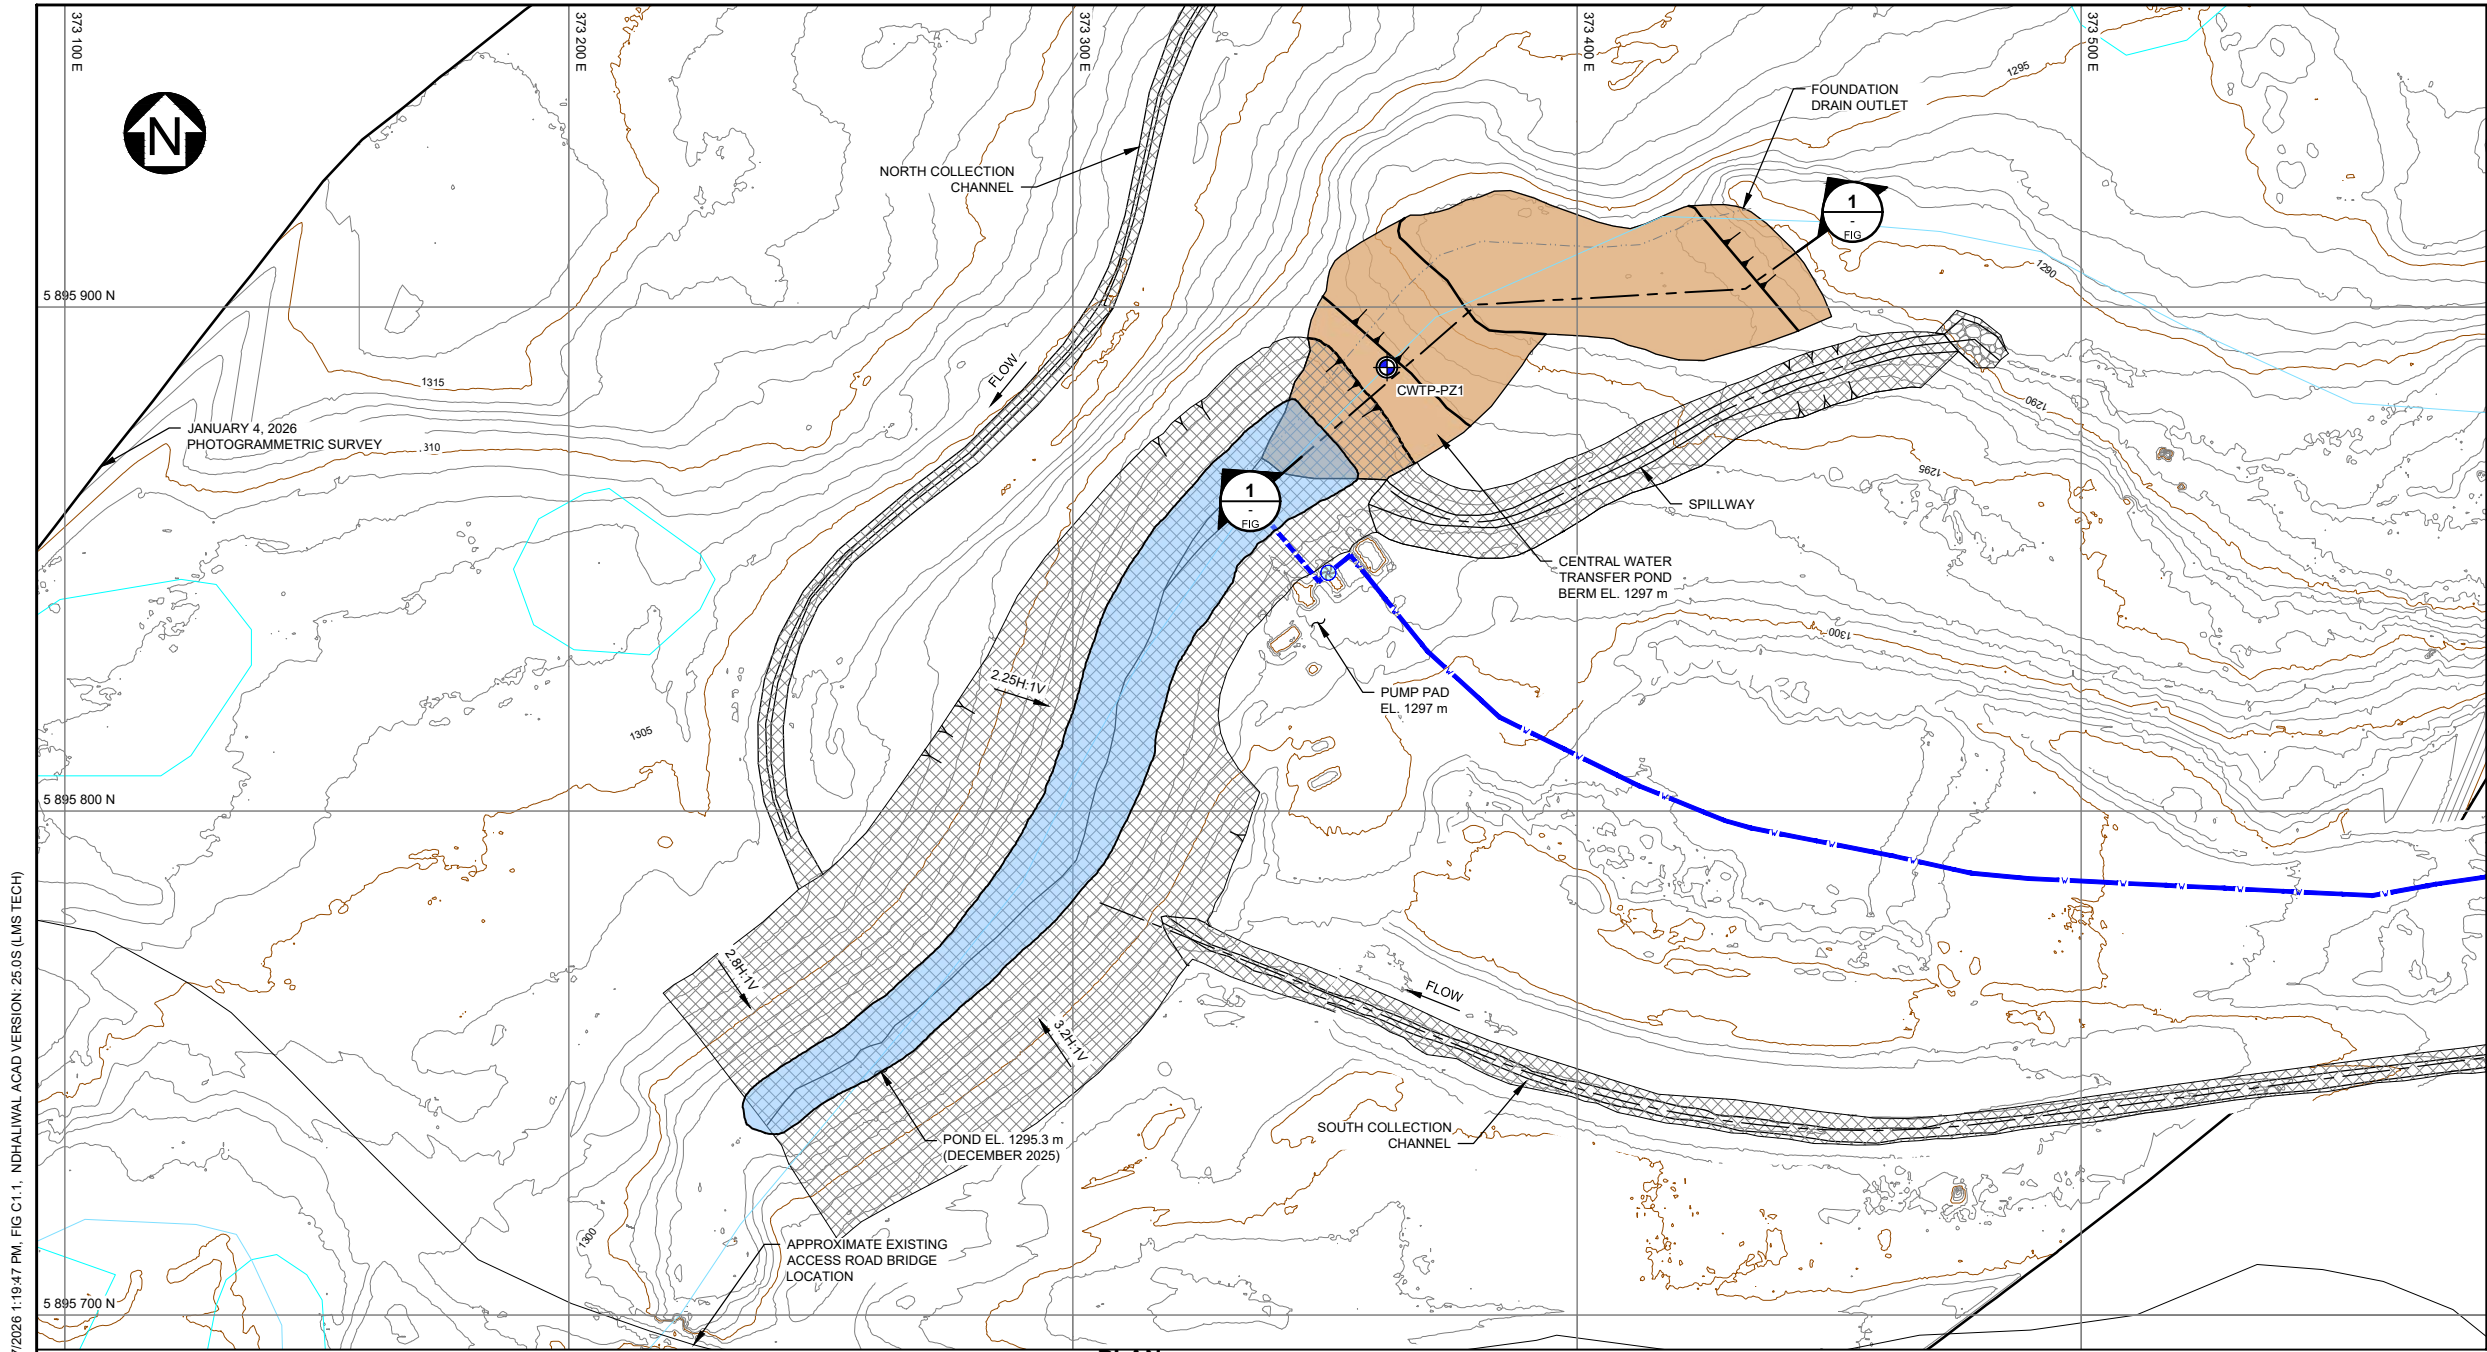 373 100 E
373 200 E
373 300 E
373 400 E
373 500 E
N
1295
FOUNDATION
DRAIN OUTLET
NORTH COLLECTION
CHANNEL
1
-
FIG
1290
5 895 900 N
FLOW
1315
CWTP-PZ1
1290
JANUARY 4, 2026
PHOTOGRAMMETRIC SURVEY
310
1295
1
-
FIG
SPILLWAY
CENTRAL WATER
TRANSFER POND
BERM EL. 1297 m
1300
2.25H:1V
PUMP PAD
EL. 1297 m
1305
W W W W W W W W W W W W W
5 895 800 N
2.8H:1V
FLOW
3.2H:1V
POND EL. 1295.3 m
(DECEMBER 2025)
SOUTH COLLECTION
CHANNEL
1300
APPROXIMATE EXISTING
ACCESS ROAD BRIDGE
LOCATION
5 895 700 N
/2026 1:19:47 PM, FIG C1.1, NDHALIWAL ACAD VERSION: 25.0S (LMS TECH)